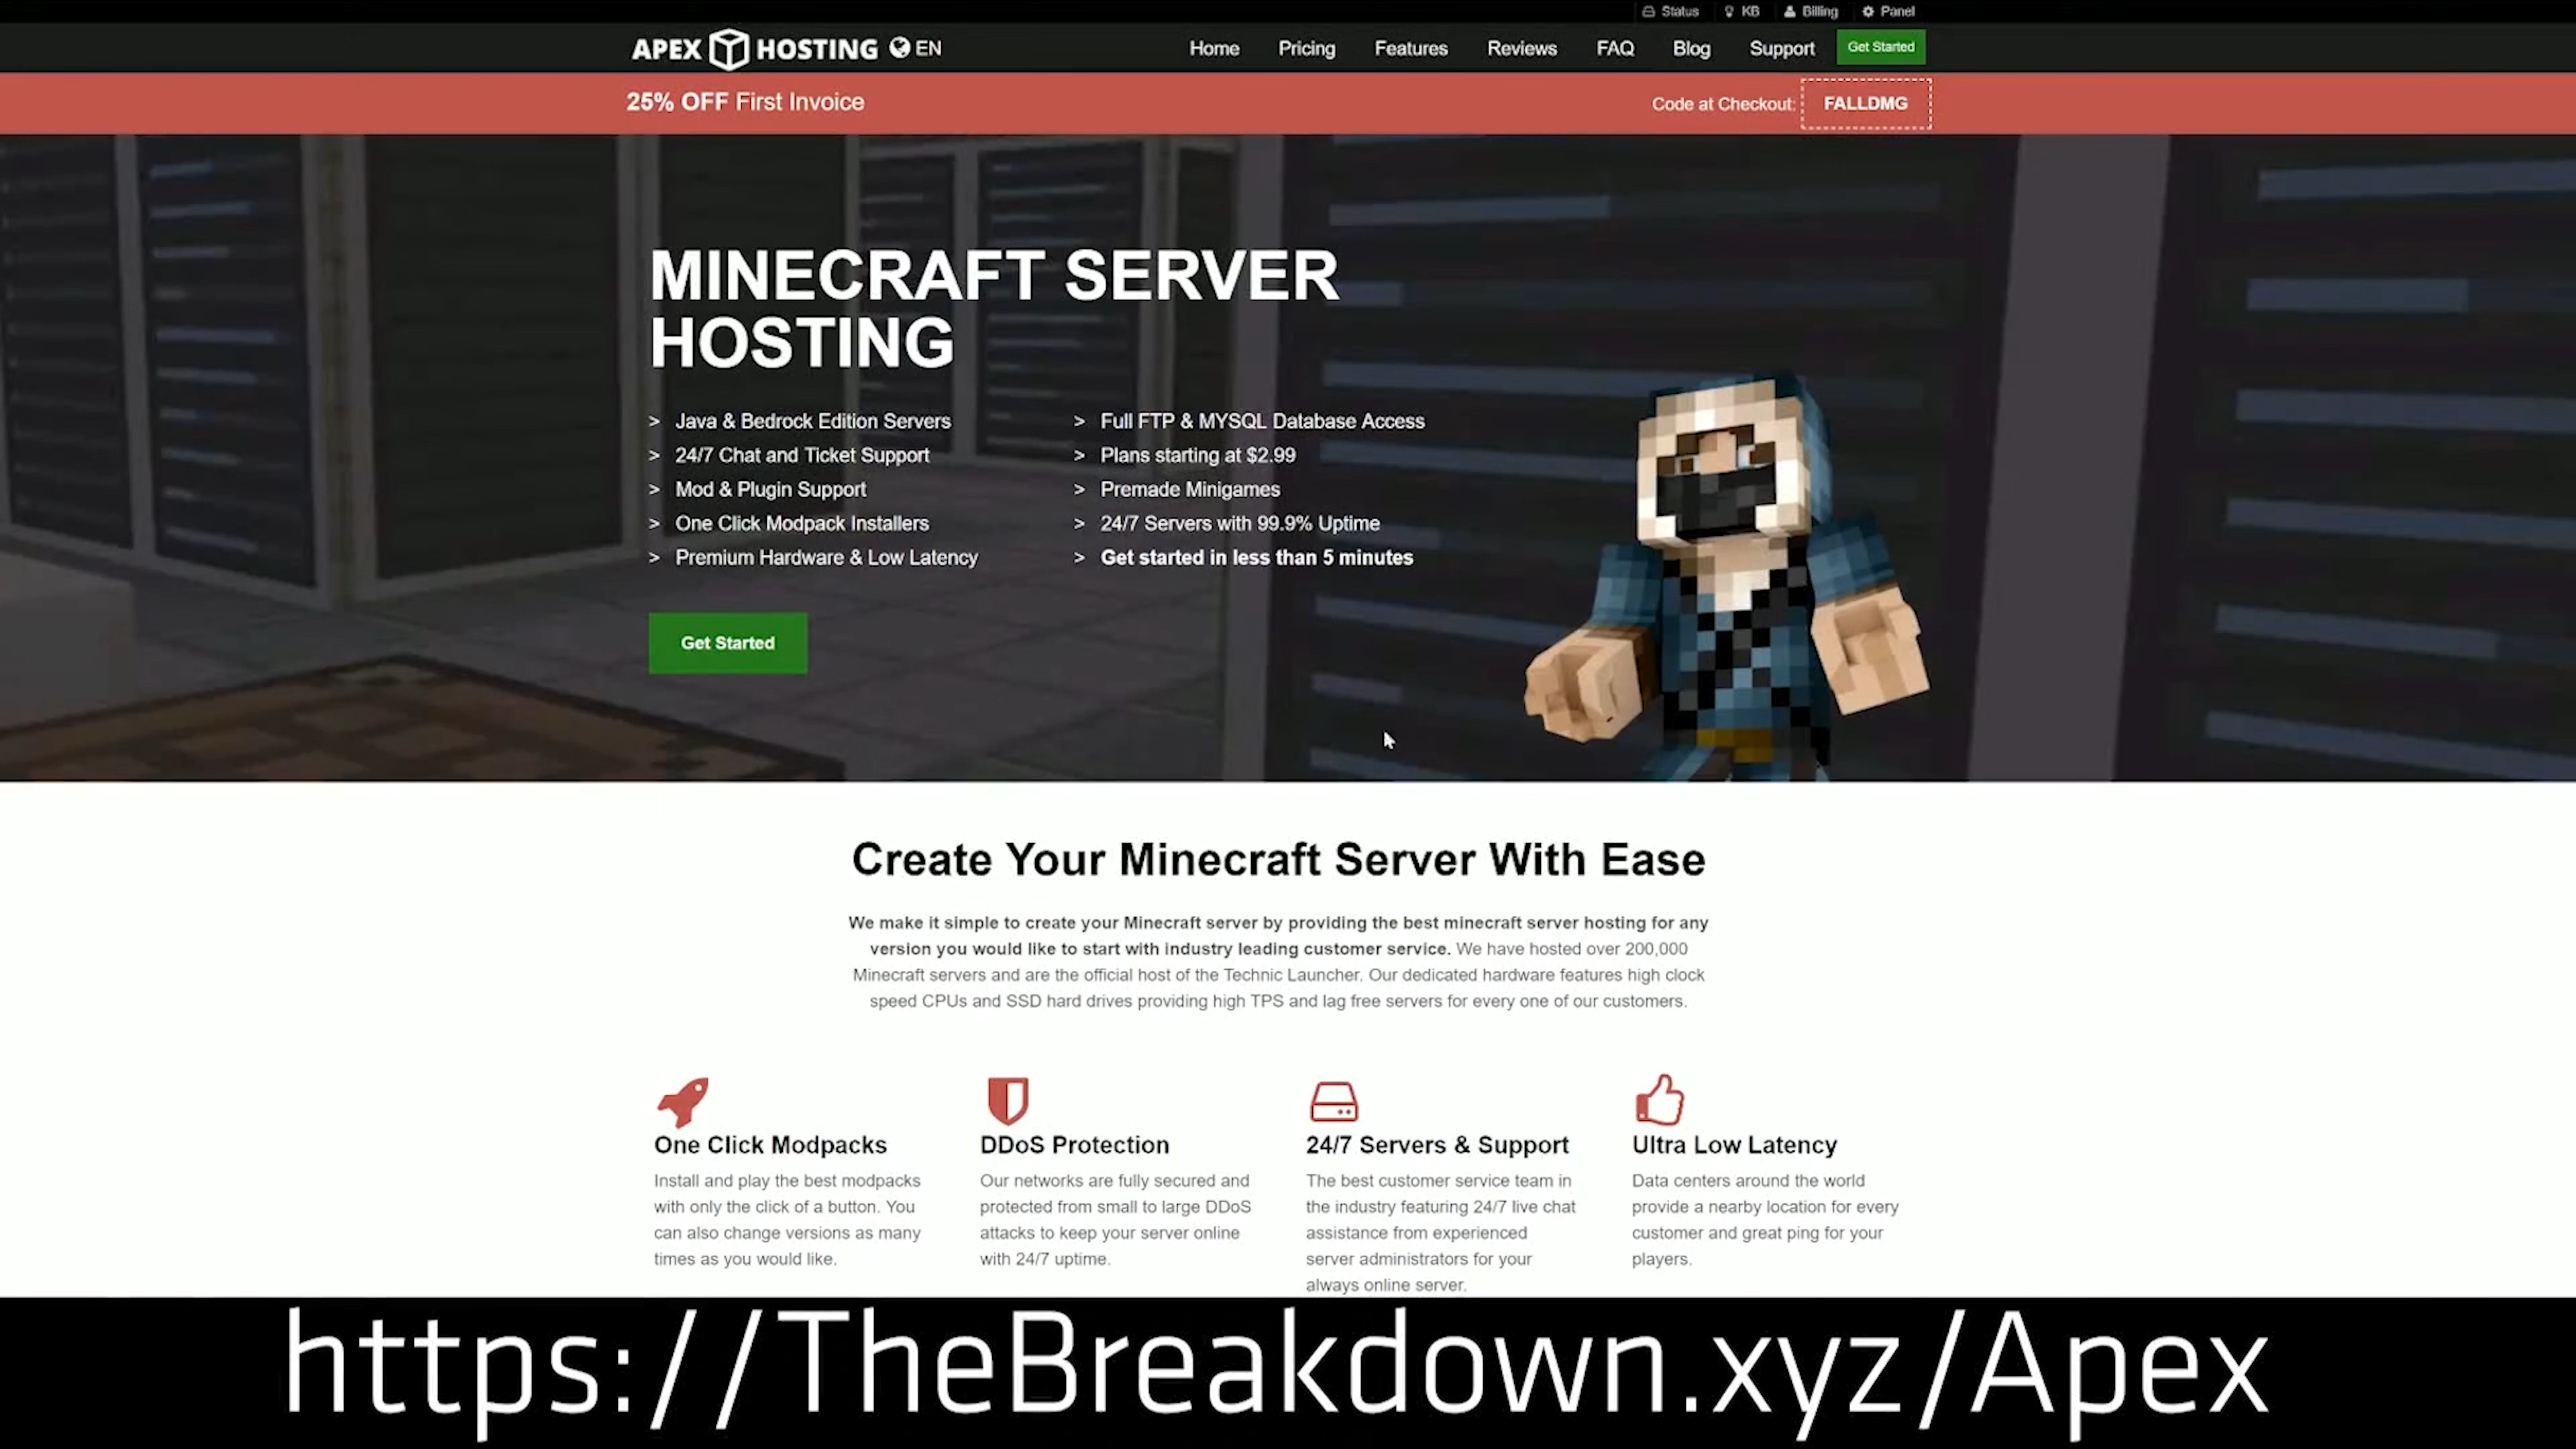 Status KB Billing Panel
APEX HOSTING EN Home Pricing Features Reviews FAQ Blog Support Get Started
25% OFF First Invoice Code at Checkout: FALLDMG
MINECRAFT SERVER
HOSTING
> Java & Bedrock Edition Servers
> 24/7 Chat and Ticket Support
> Mod & Plugin Support
> One Click Modpack Installers
> Premium Hardware & Low Latency
> Full FTP & MYSQL Database Access
> Plans starting at $2.99
> Premade Minigames
> 24/7 Servers with 99.9% Uptime
> Get started in less than 5 minutes
Get Started
Create Your Minecraft Server With Ease
We make it simple to create your Minecraft server by providing the best minecraft server hosting for any
version you would like to start with industry leading customer service. We have hosted over 200,000
Minecraft servers and are the official host of the Technic Launcher. Our dedicated hardware features high clock
speed CPUs and SSD hard drives providing high TPS and lag free servers for every one of our customers.
One Click Modpacks
Install and play the best modpacks
with only the click of a button. You
can also change versions as many
times as you would like.
DDoS Protection
Our networks are fully secured and
protected from small to large DDoS
attacks to keep your server online
with 24/7 uptime.
24/7 Servers & Support
The best customer service team in
the industry featuring 24/7 live chat
assistance from experienced
server administrators for your
always online server.
Ultra Low Latency
Data centers around the world
provide a nearby location for every
customer and great ping for your
players.
https://TheBreakdown.xyz/Apex